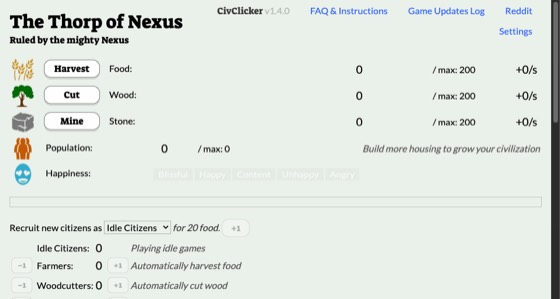 The Thorp of Nexus
Ruled by the mighty Nexus
CivClicker v1.4.0 FAQ & Instructions Game Updates Log Reddit
Settings
Harvest Food: 0 / max: 200 +0/s
Cut Wood: 0 / max: 200 +0/s
Mine Stone: 0 / max: 200 +0/s
Population: 0 / max: 0 Build more housing to grow your civilization
Happiness: Blissful Happy Content Unhappy Angry
Recruit new citizens as Idle Citizens for 20 food. +1
Idle Citizens: 0 Playing idle games
−1 Farmers: 0 +1 Automatically harvest food
−1 Woodcutters: 0 +1 Automatically cut wood